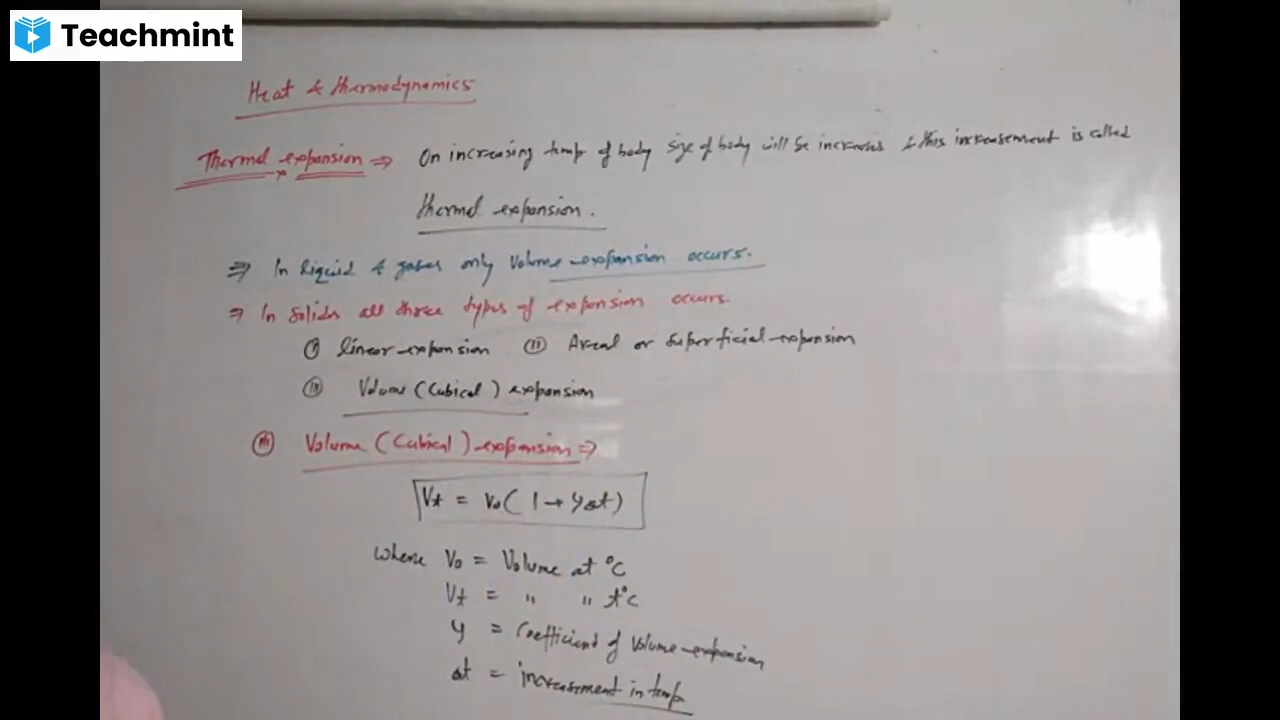 Teachmint
Heat & thermodynamics
Thermal expansion ⇒ On increasing temp of body size of body will be increases & this increasement is called
thermal expansion.
⇒ In liquid & gases only volume expansion occurs.
⇒ In solids all three types of expansion occurs.
(i) linear expansion (ii) Areal or superficial expansion
(iii) Volume (Cubical) expansion
(iii) Volume (Cubical) expansion ⇒
Vt = V₀( 1 + γΔt)
where V₀ = Volume at °C
Vt = " " t°c
γ = Coefficient of volume expansion
Δt = increasement in temp